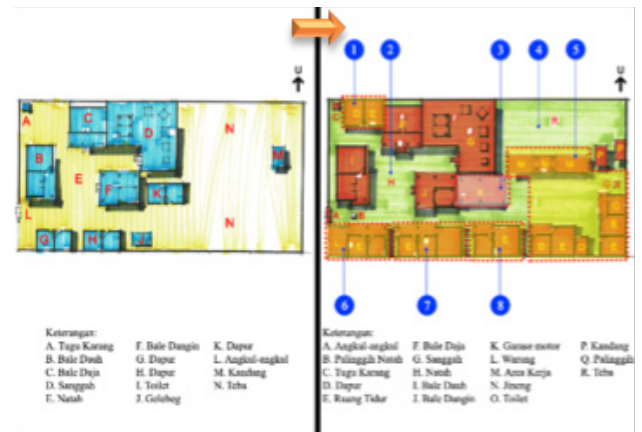 1 2 3 4 5
U U
A C D N
B E F K M
L N
G H J
R
H
A B
6 7 8
Keterangan:
A. Tugu Karang
B. Bale Dauh
C. Bale Daja
D. Sanggah
E. Natah
F. Bale Dangin
G. Dapur
H. Dapur
I. Toilet
J. Gelebeg
K. Dapur
L. Angkul-angkul
M. Kandang
N. Teba
Keterangan:
A. Angkul-angkul
B. Palinggih Natah
C. Tugu Karang
D. Dapur
E. Ruang Tidur
F. Bale Daja
G. Sanggah
H. Natah
I. Bale Dauh
J. Bale Dangin
K. Garase motor
L. Warung
M. Area Kerja
N. Jineng
O. Toilet
P. Kandang
Q. Palinggih
R. Teba